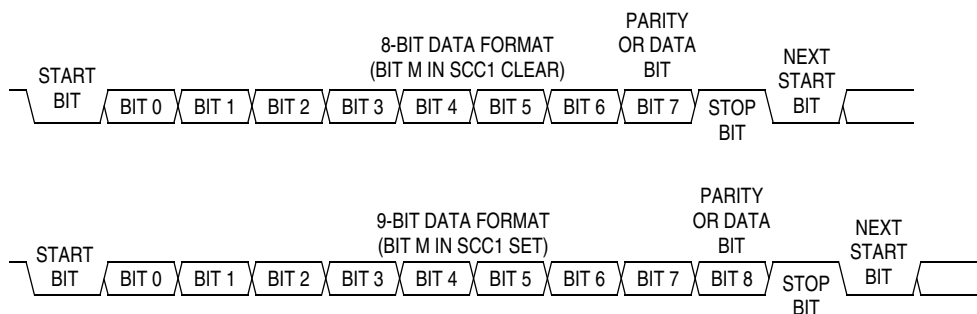 8-BIT DATA FORMAT
(BIT M IN SCC1 CLEAR)
PARITY
OR DATA
BIT
NEXT
START
BIT
START
BIT
BIT 0
BIT 1
BIT 2
BIT 3
BIT 4
BIT 5
BIT 6
BIT 7
STOP
BIT
9-BIT DATA FORMAT
(BIT M IN SCC1 SET)
PARITY
OR DATA
BIT
NEXT
START
BIT
START
BIT
BIT 0
BIT 1
BIT 2
BIT 3
BIT 4
BIT 5
BIT 6
BIT 7
BIT 8
STOP
BIT